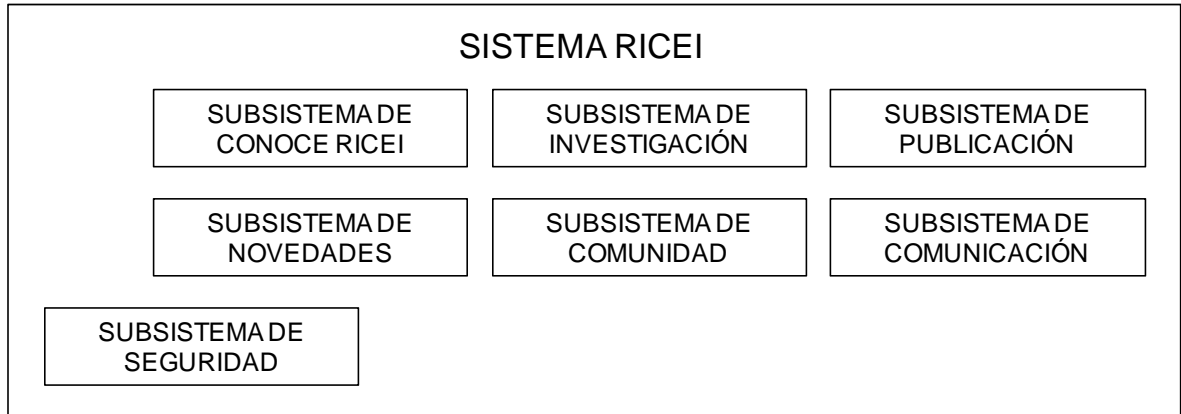 SISTEMA RICEI
SUBSISTEMA DE
CONOCE RICEI
SUBSISTEMA DE
INVESTIGACIÓN
SUBSISTEMA DE
PUBLICACIÓN
SUBSISTEMA DE
NOVEDADES
SUBSISTEMA DE
COMUNIDAD
SUBSISTEMA DE
COMUNICACIÓN
SUBSISTEMA DE
SEGURIDAD